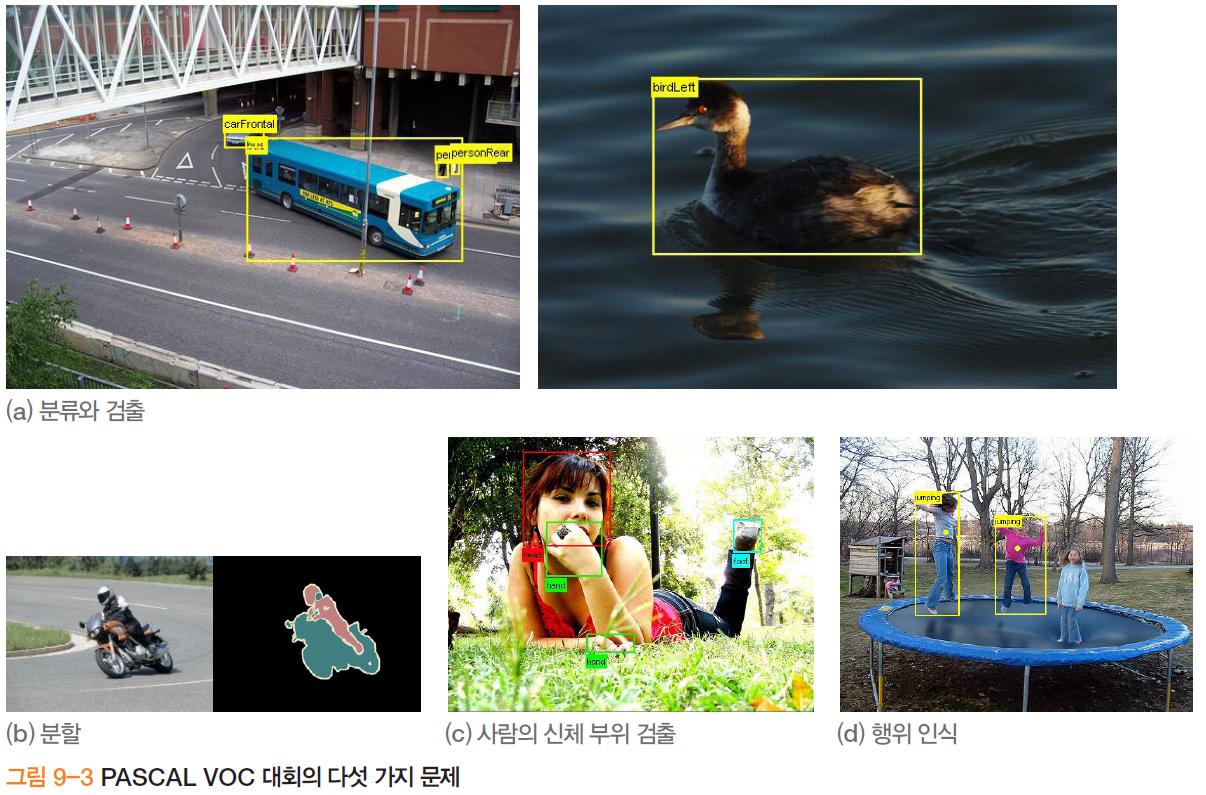 carFrontal
bus
personRear
birdLeft
(a) 분류와 검출
head
hand
foot
hand
jumping
jumping
(b) 분할
(c) 사람의 신체 부위 검출
(d) 행위 인식
그림 9-3 PASCAL VOC 대회의 다섯 가지 문제